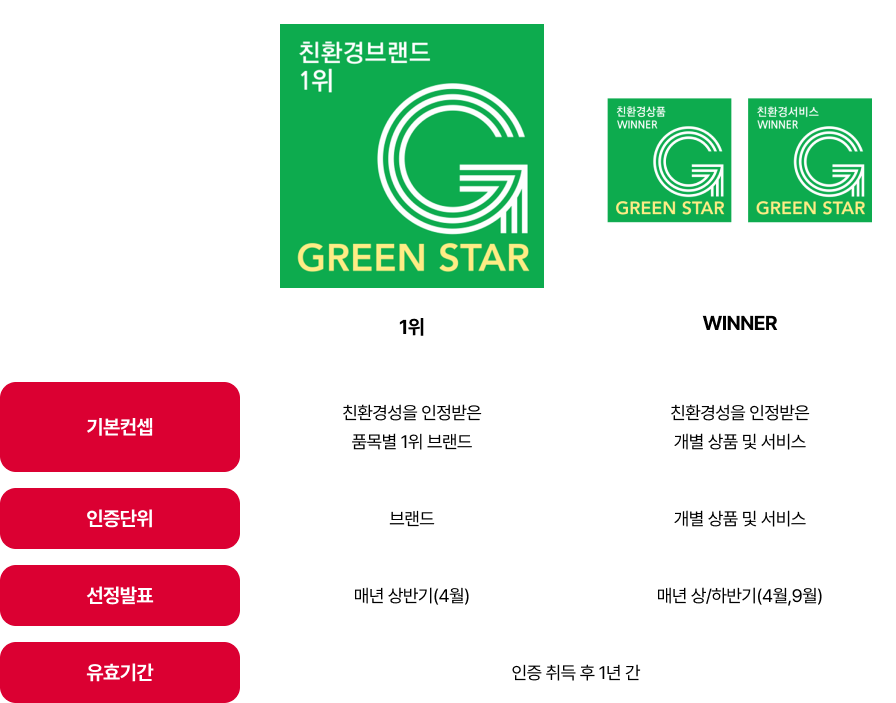 친환경브랜드
1위
GREEN STAR
친환경상품
WINNER
GREEN STAR
친환경서비스
WINNER
GREEN STAR
1위
WINNER
기본컨셉
친환경성을 인정받은
품목별 1위 브랜드
친환경성을 인정받은
개별 상품 및 서비스
인증단위
브랜드
개별 상품 및 서비스
선정발표
매년 상반기(4월)
매년 상/하반기(4월,9월)
유효기간
인증 취득 후 1년 간